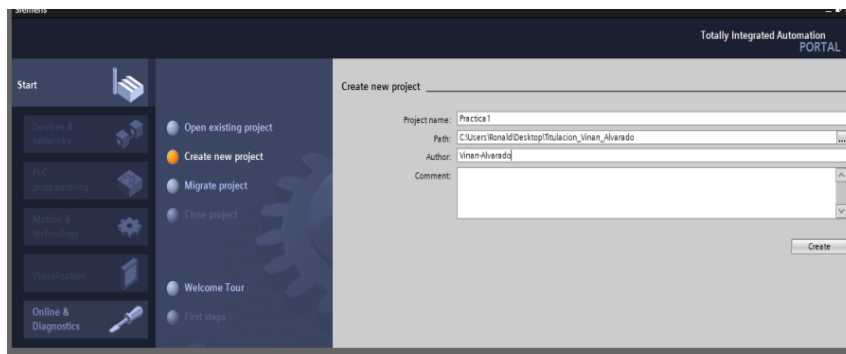 Siemens
Totally Integrated Automation
PORTAL
Start
Devices &
networks
PLC
programming
Motion &
technology
Visualization
Online &
Diagnostics
Open existing project
Create new project
Migrate project
Close project
Welcome Tour
First steps
Create new project
Project name: Practica1
Path: C:\Users\Ronald\Desktop\Titulacion_Vinan_Alvarado
...
Author: Vinan-Alvarado
Comment:
Create